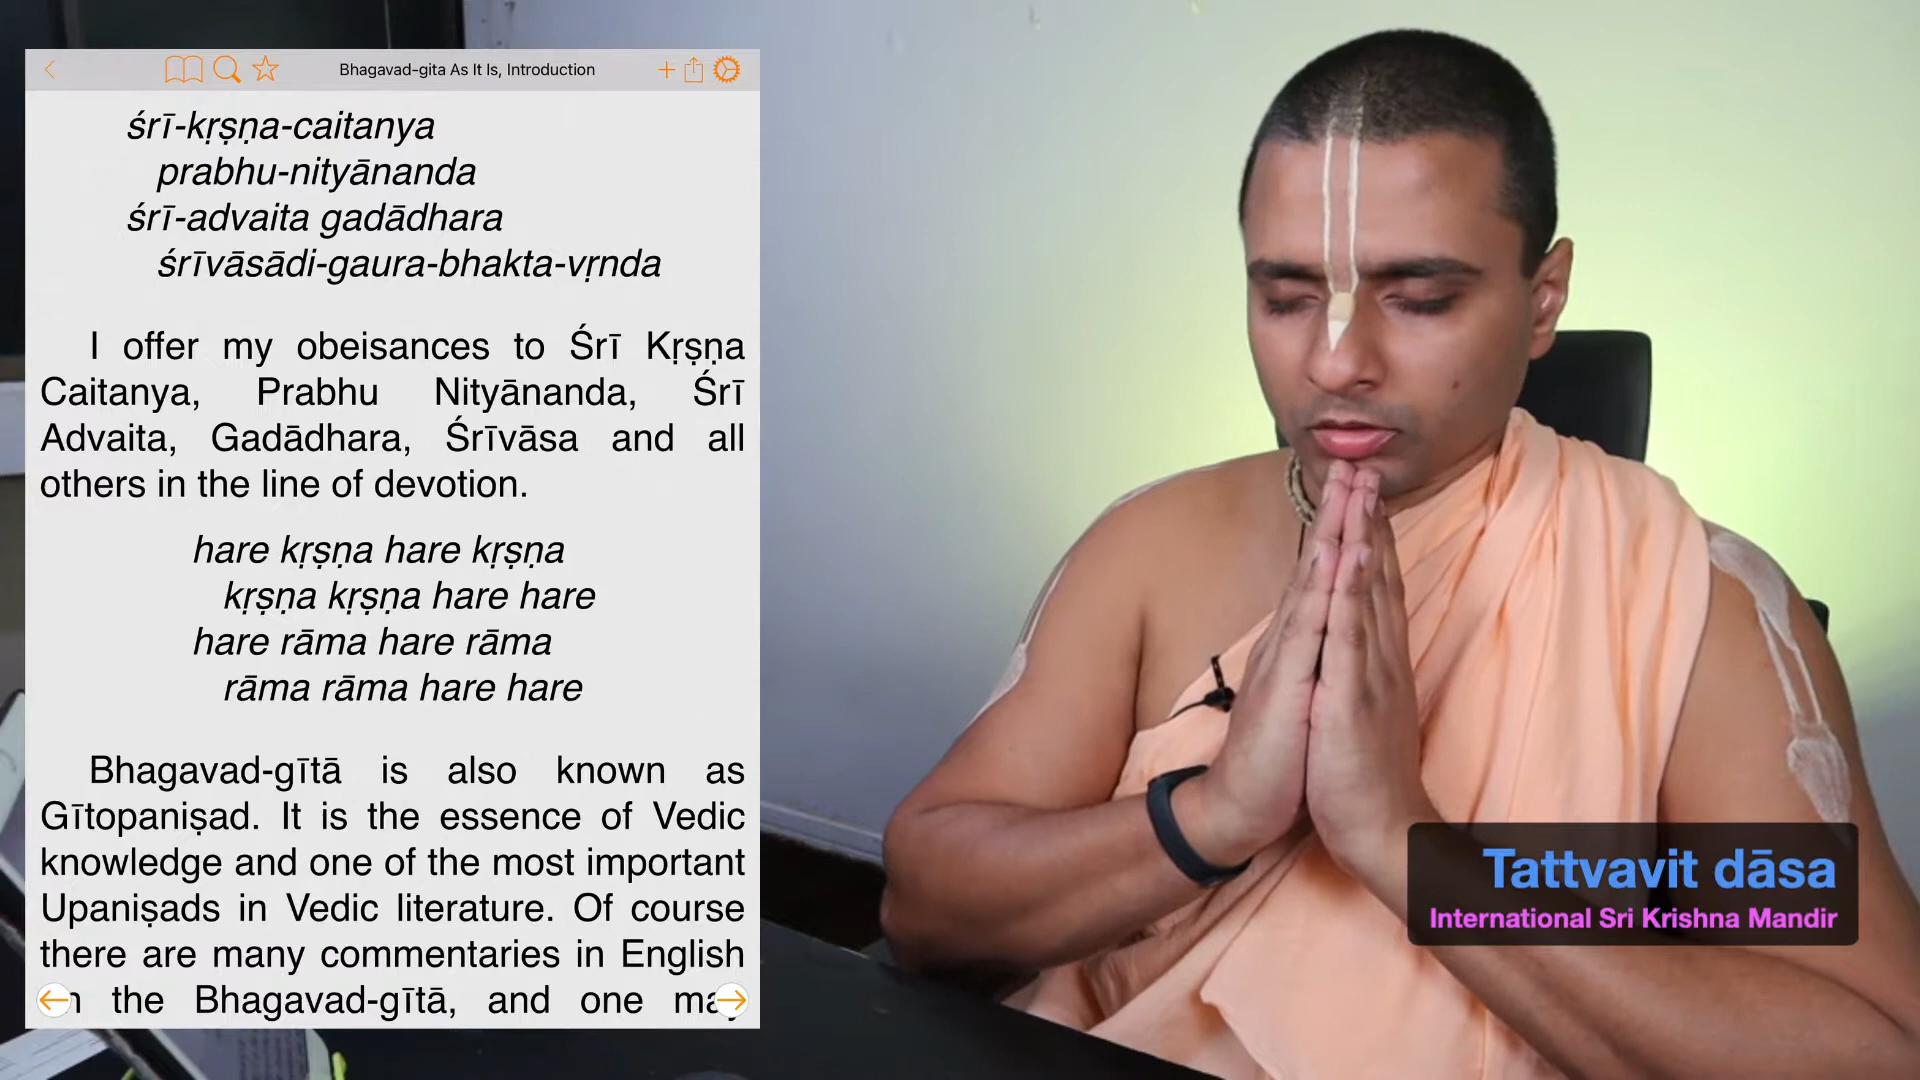 Bhagavad-gita As It Is, Introduction
śrī-kṛṣṇa-caitanya
prabhu-nityānanda
śrī-advaita gadādhara
śrīvāsādi-gaura-bhakta-vṛnda
I offer my obeisances to Śrī Kṛṣṇa
Caitanya, Prabhu Nityānanda, Śrī
Advaita, Gadādhara, Śrīvāsa and all
others in the line of devotion.
hare kṛṣṇa hare kṛṣṇa
kṛṣṇa kṛṣṇa hare hare
hare rāma hare rāma
rāma rāma hare hare
Bhagavad-gītā is also known as
Gītopaniṣad. It is the essence of Vedic
knowledge and one of the most important
Upaniṣads in Vedic literature. Of course
there are many commentaries in English
the Bhagavad-gītā, and one may
Tattvavit dāsa
International Sri Krishna Mandir